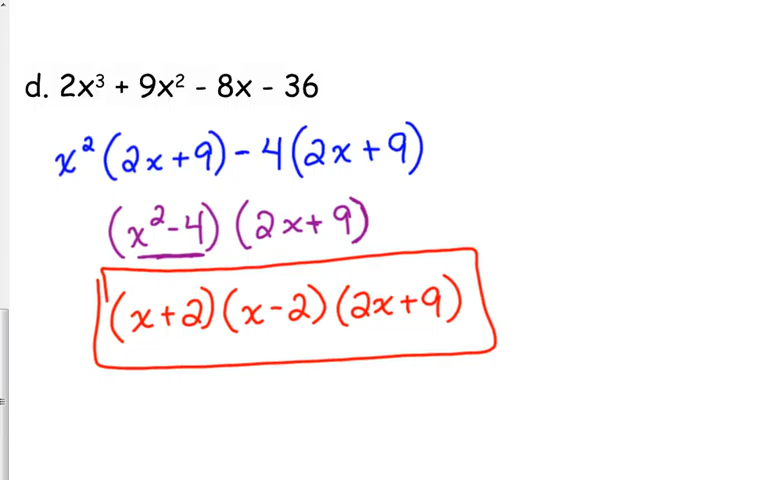 d. 2x³ + 9x² - 8x - 36
x²(2x+9)-4(2x+9)
(x²-4)(2x+9)
(x+2)(x-2)(2x+9)